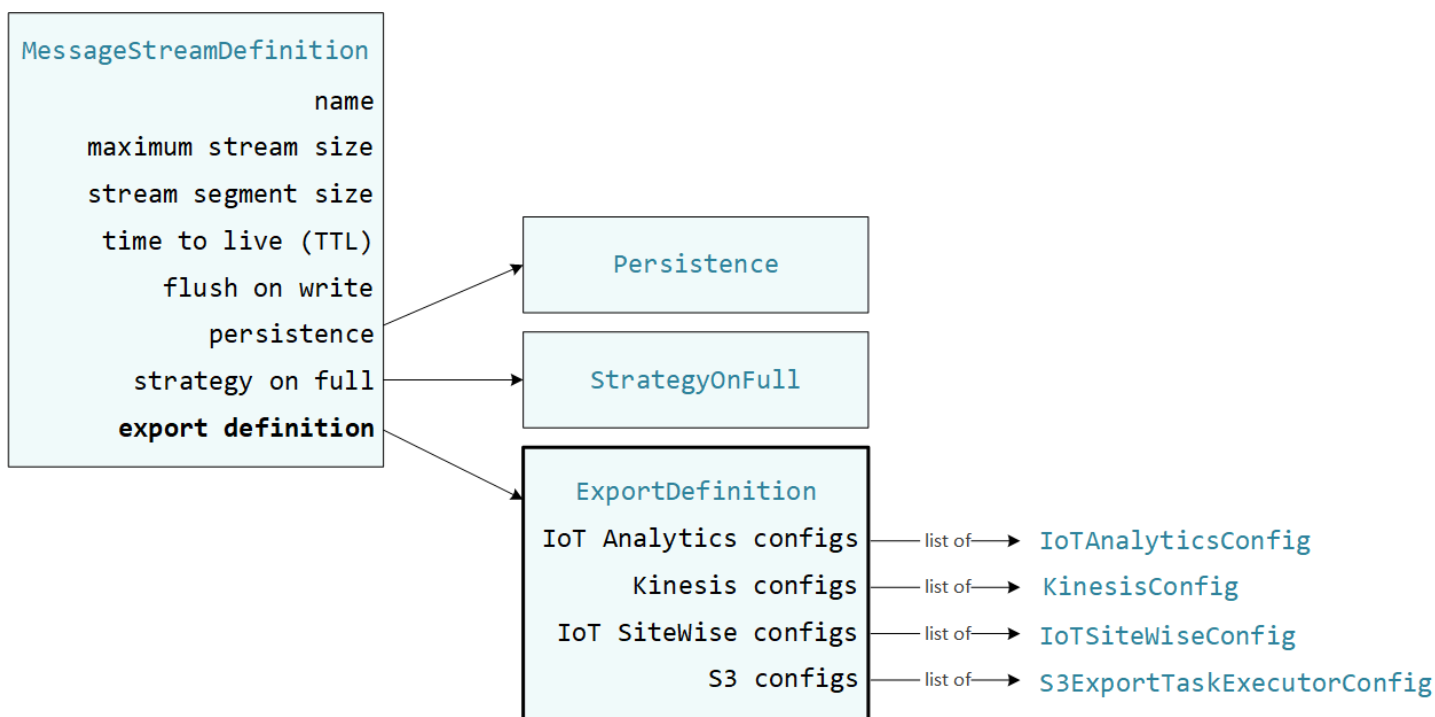 MessageStreamDefinition
name
maximum stream size
stream segment size
time to live (TTL)
flush on write
persistence
strategy on full
export definition
Persistence
StrategyOnFull
ExportDefinition
IoT Analytics configs list of IoTAnalyticsConfig
Kinesis configs list of KinesisConfig
IoT SiteWise configs list of IoTSiteWiseConfig
S3 configs list of S3ExportTaskExecutorConfig